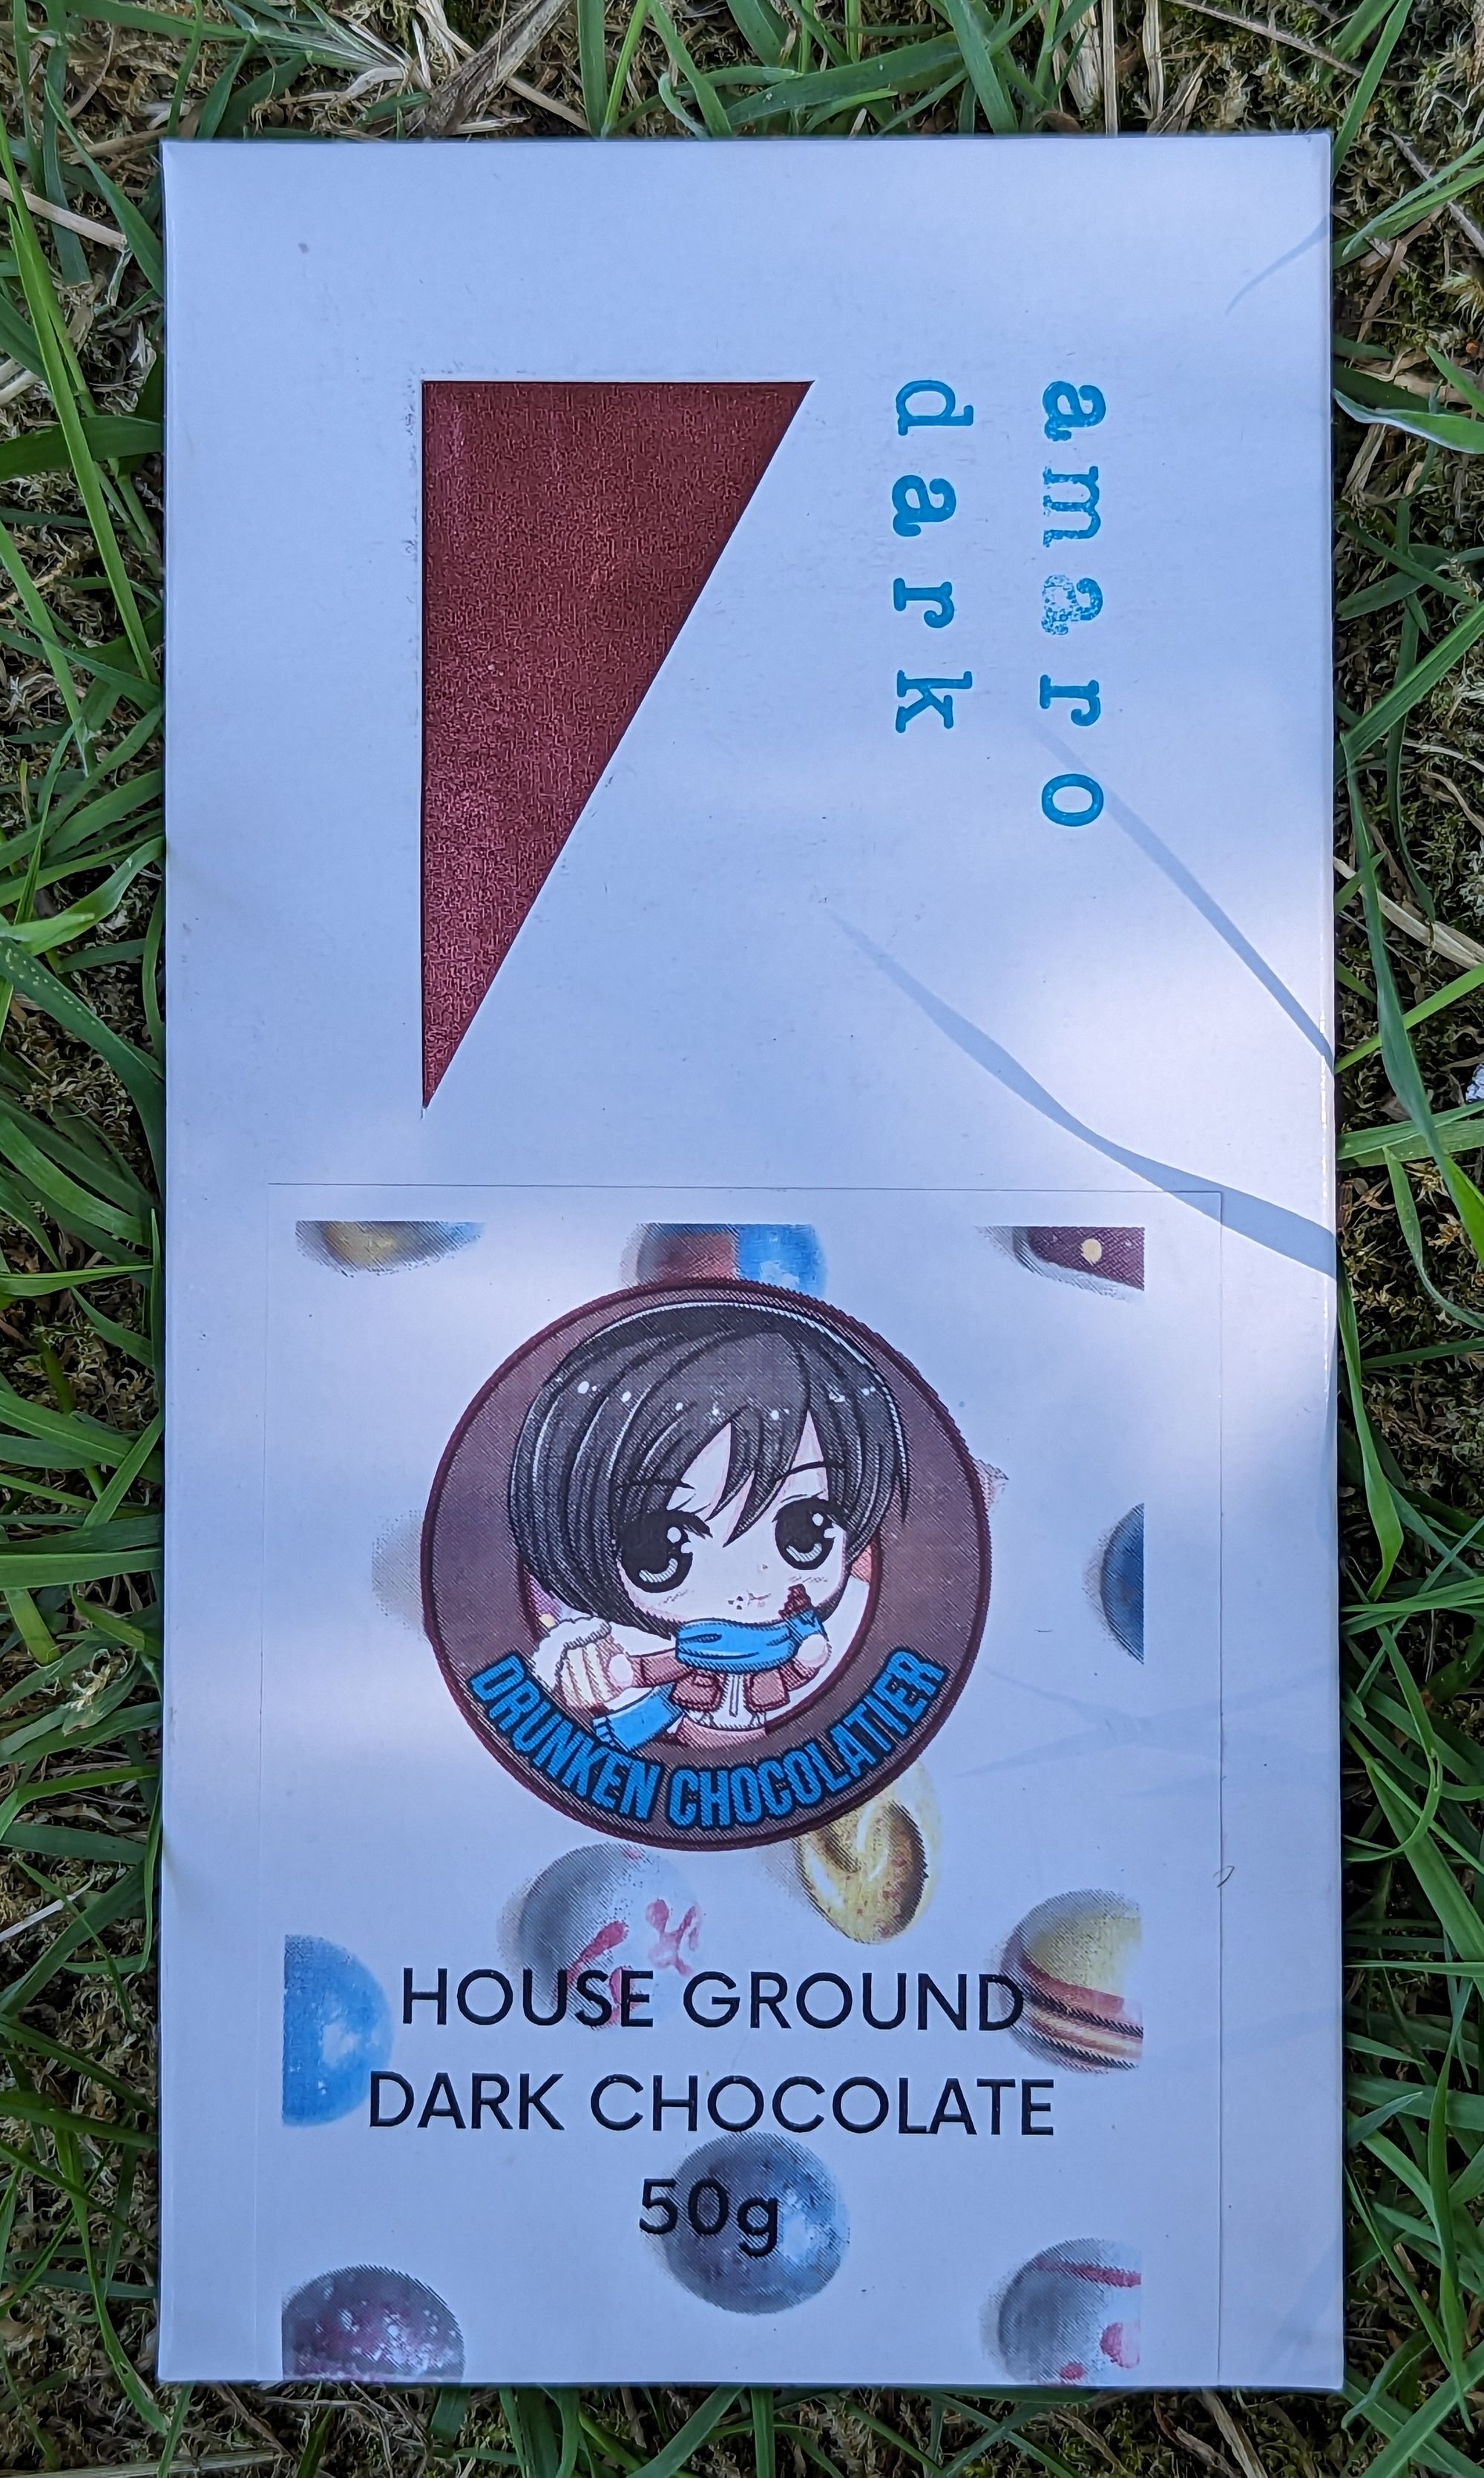 amaro
dark
DRUNKEN CHOCOLATIER
HOUSE GROUND
DARK CHOCOLATE
50g